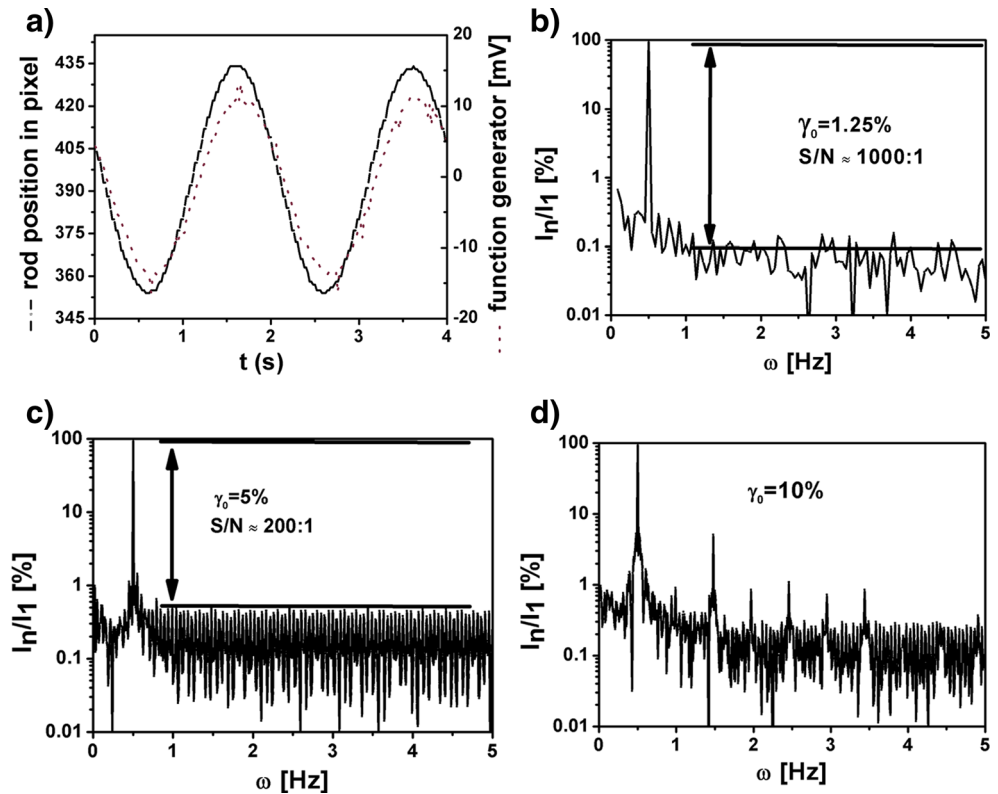 a)
rod position in pixel
435
420
405
390
375
360
345
0
1
2
3
4
t (s)
20
10
0
-10
-20
function generator [mV]
b)
Iₙ/I₁ [%]
100
10
1
0.1
0.01
γ₀=1.25%
S/N ≈ 1000:1
0
1
2
3
4
5
ω [Hz]
c)
Iₙ/I₁ [%]
100
10
1
0.1
0.01
γ₀=5%
S/N ≈ 200:1
0
1
2
3
4
5
ω [Hz]
d)
Iₙ/I₁ [%]
100
10
1
0.1
0.01
γ₀=10%
0
1
2
3
4
5
ω [Hz]